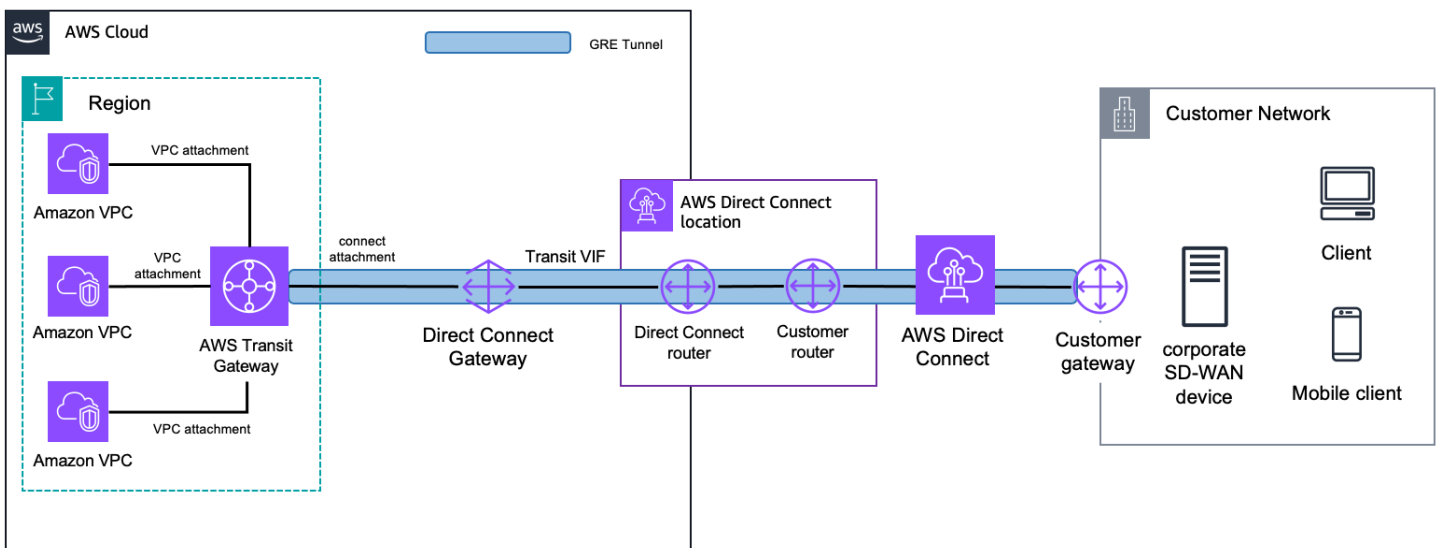 aws
AWS Cloud
GRE Tunnel
Region
VPC attachment
Amazon VPC
VPC
attachment
Amazon VPC
AWS Transit
Gateway
VPC attachment
Amazon VPC
connect
attachment
Direct Connect
Gateway
Transit VIF
AWS Direct Connect
location
Direct Connect
router
Customer
router
AWS Direct
Connect
Customer
gateway
Customer Network
corporate
SD-WAN
device
Client
Mobile client